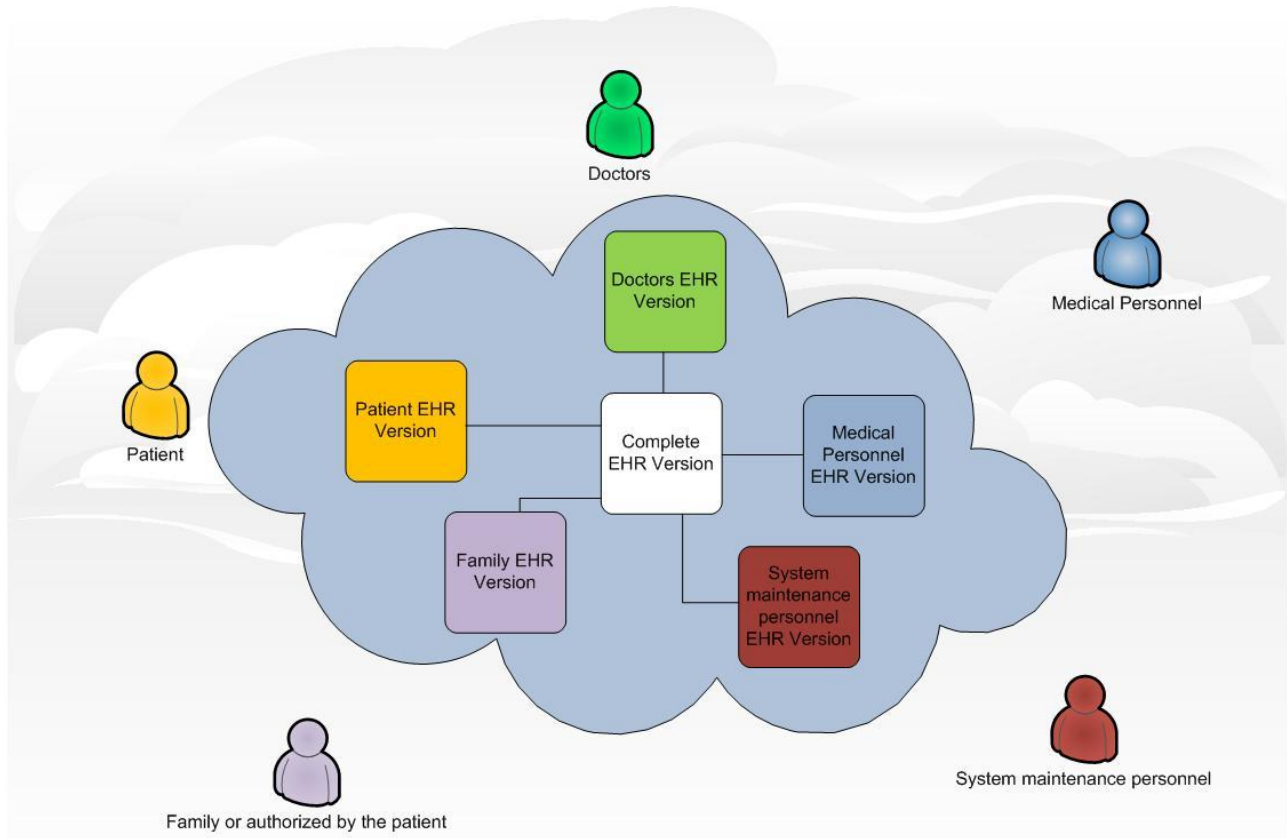 Doctors
Medical Personnel
Doctors EHR
Version
Patient
Patient EHR
Version
Complete
EHR Version
Medical
Personnel
EHR Version
Family EHR
Version
System
maintenance
personnel
EHR Version
System maintenance personnel
Family or authorized by the patient